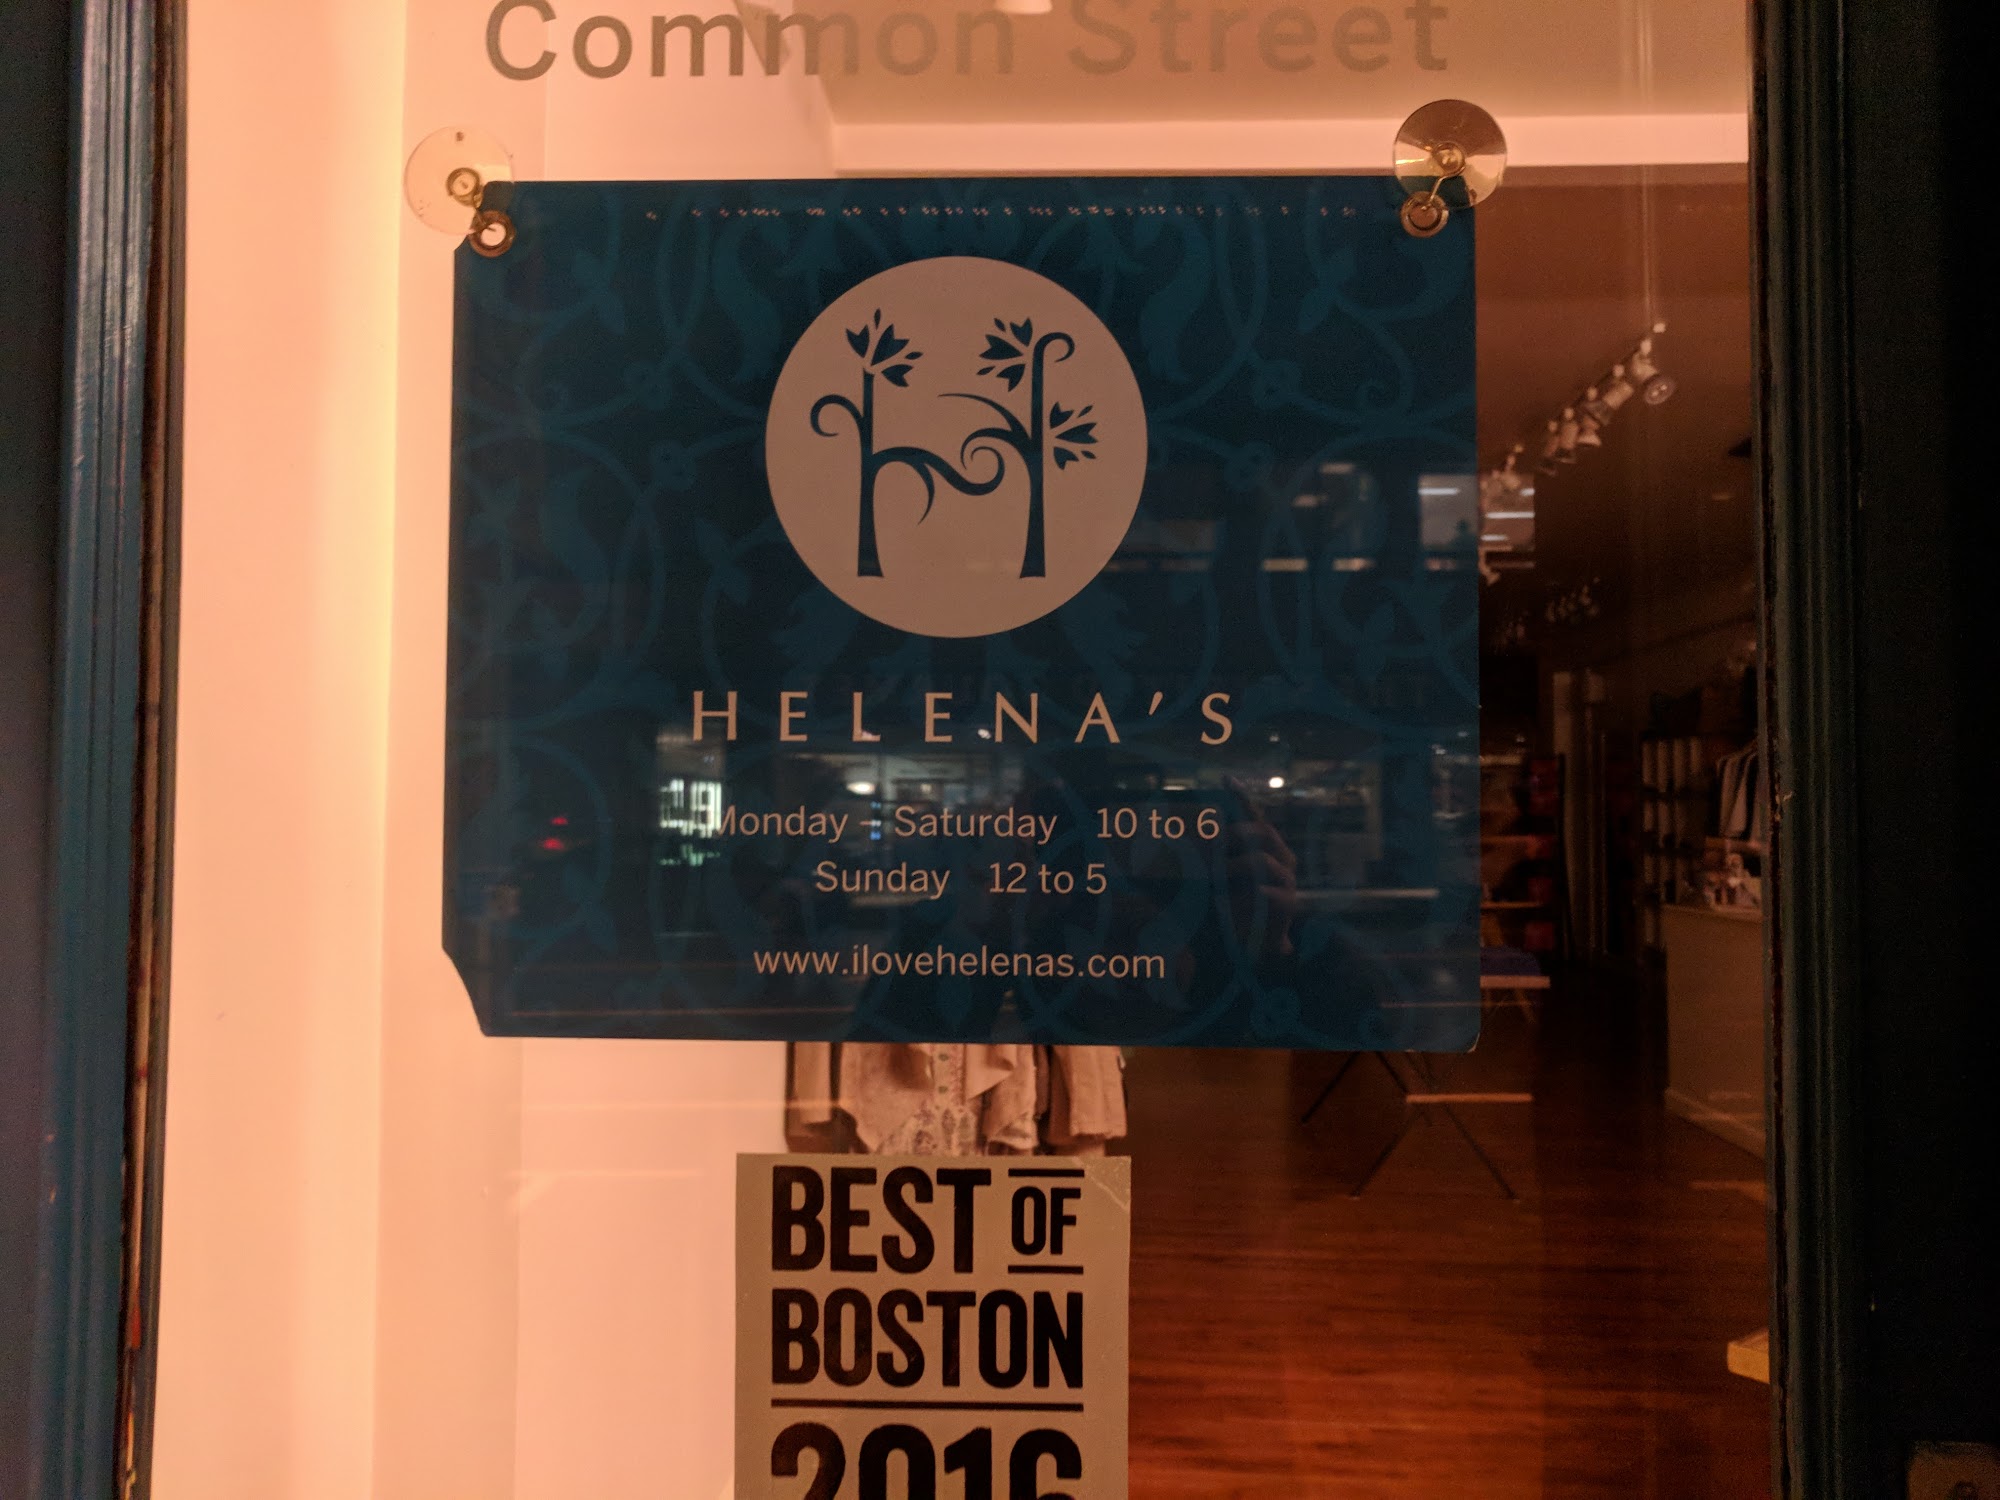 Common Street
HELENA'S
Monday – Saturday 10 to 6
Sunday 12 to 5
www.ilovehelenas.com
BEST OF
BOSTON
2016